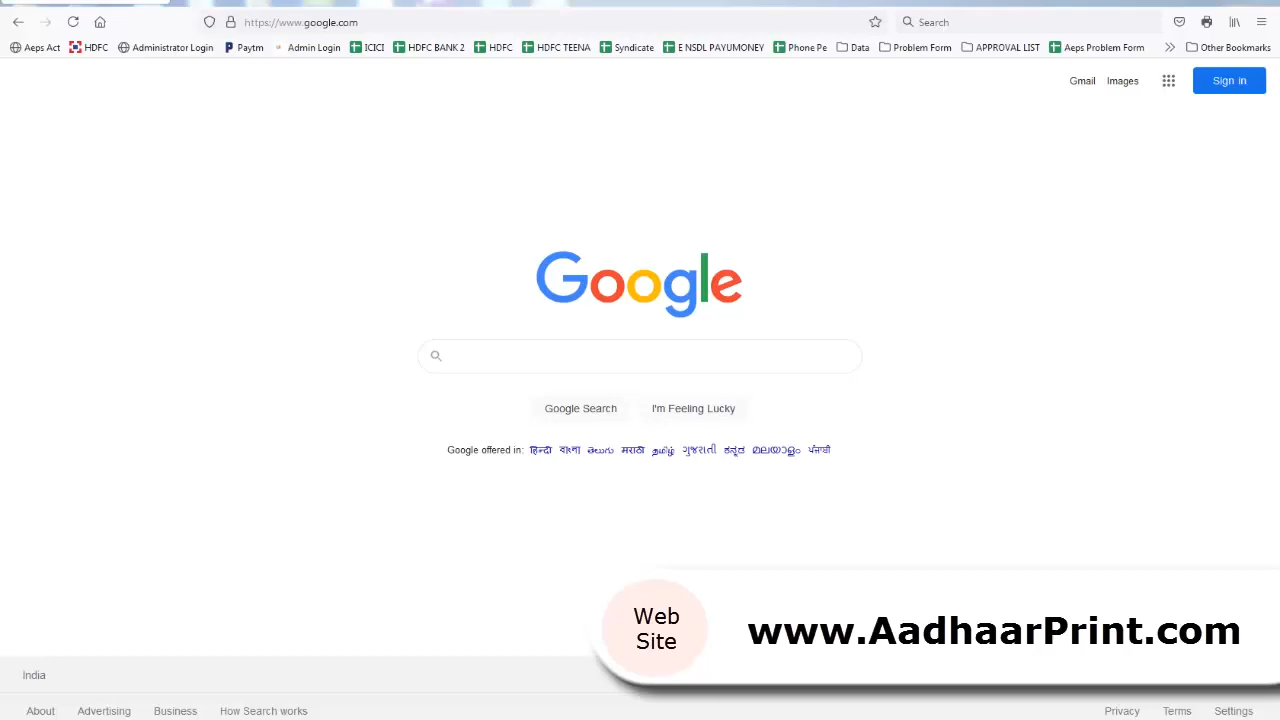 https://www.google.com
Search
Aeps Act HDFC Administrator Login Paytm Admin Login ICICI HDFC BANK 2 HDFC HDFC TEENA Syndicate E NSDL PAYUMONEY Phone Pe Data Problem Form APPROVAL LIST Aeps Problem Form Other Bookmarks
Gmail Images Sign in
Google
Google Search I'm Feeling Lucky
Google offered in: हिन्दी বাংলা తెలుగు मराठी தமிழ் ગુજરાતી ಕನ್ನಡ മലയാളം ਪੰਜਾਬੀ
Web
Site
www.AadhaarPrint.com
India
About Advertising Business How Search works Privacy Terms Settings